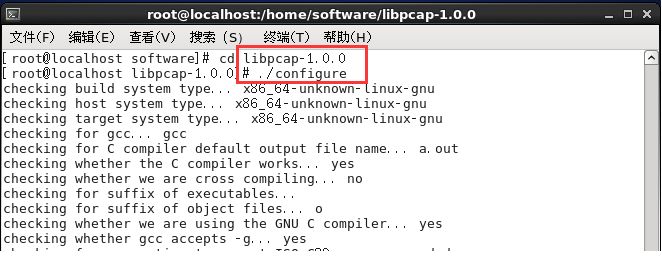 root@localhost:/home/software/libpcap-1.0.0
文件(F) 编辑(E) 查看(V) 搜索 (S) 终端(T) 帮助(H)
[root@localhost software]# cd libpcap-1.0.0
[root@localhost libpcap-1.0.0]# ./configure
checking build system type... x86_64-unknown-linux-gnu
checking host system type... x86_64-unknown-linux-gnu
checking target system type... x86_64-unknown-linux-gnu
checking for gcc... gcc
checking for C compiler default output file name... a.out
checking whether the C compiler works... yes
checking whether we are cross compiling... no
checking for suffix of executables...
checking for suffix of object files... o
checking whether we are using the GNU C compiler... yes
checking whether gcc accepts -g... yes